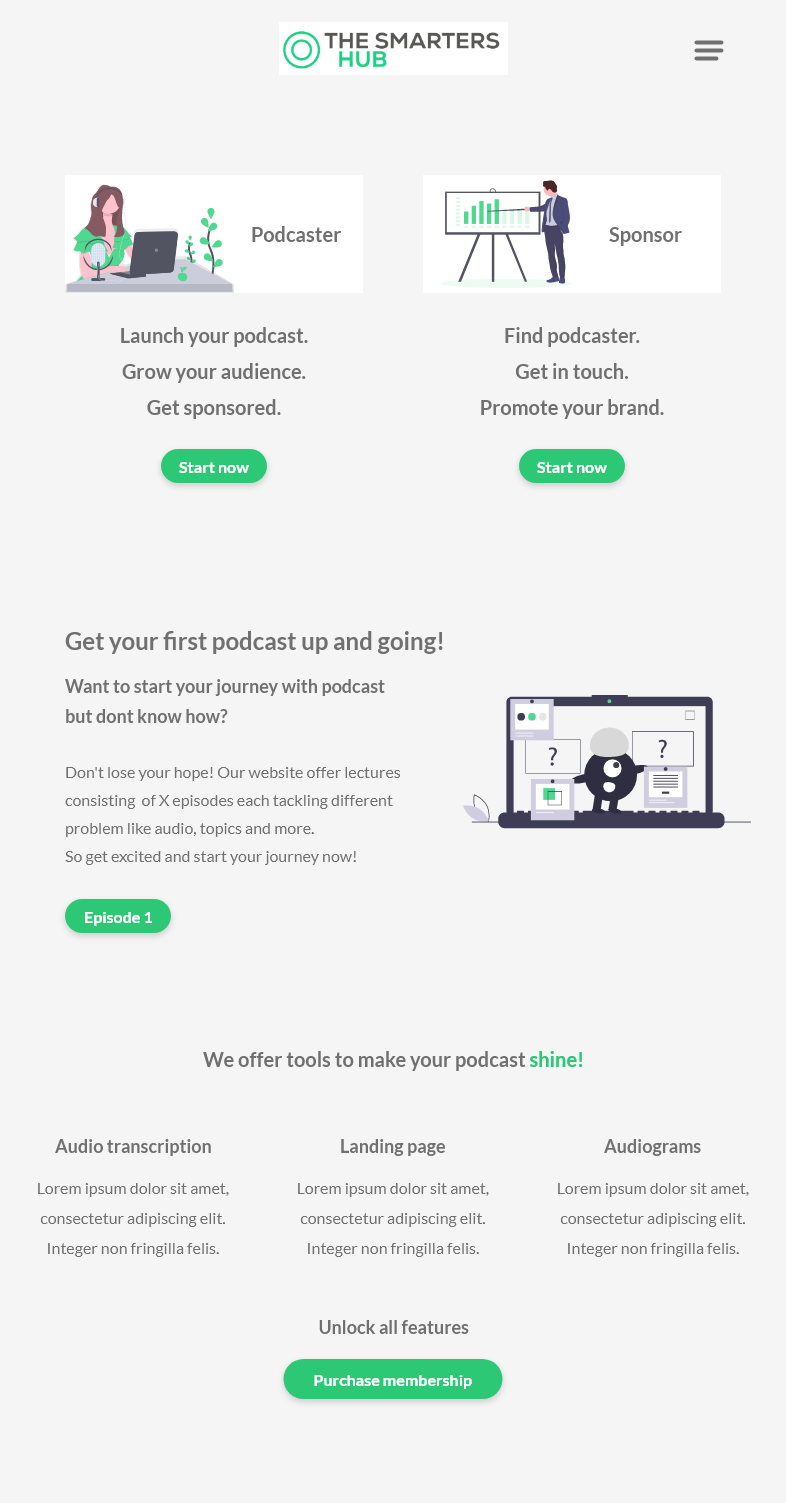 THE SMARTERS
HUB
Podcaster
Launch your podcast.
Grow your audience.
Get sponsored.
Start now
Sponsor
Find podcaster.
Get in touch.
Promote your brand.
Start now
Get your first podcast up and going!
Want to start your journey with podcast
but dont know how?
Don't lose your hope! Our website offer lectures
consisting  of X episodes each tackling different
problem like audio, topics and more.
So get excited and start your journey now!
Episode 1
?
?
We offer tools to make your podcast shine!
Audio transcription
Lorem ipsum dolor sit amet,
consectetur adipiscing elit.
Integer non fringilla felis.
Landing page
Lorem ipsum dolor sit amet,
consectetur adipiscing elit.
Integer non fringilla felis.
Audiograms
Lorem ipsum dolor sit amet,
consectetur adipiscing elit.
Integer non fringilla felis.
Unlock all features
Purchase membership